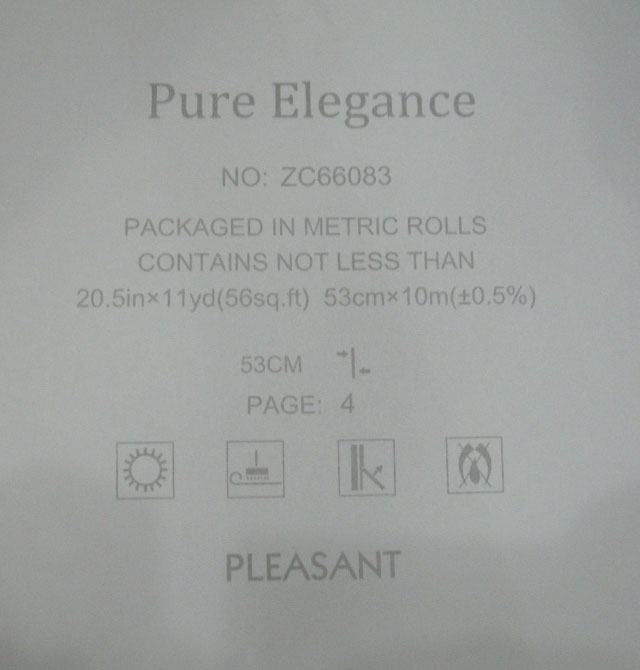 Pure Elegance
NO: ZC66083
PACKAGED IN METRIC ROLLS
CONTAINS NOT LESS THAN
20.5in×11yd(56sq.ft) 53cm×10m(±0.5%)
53CM
PAGE: 4
PLEASANT